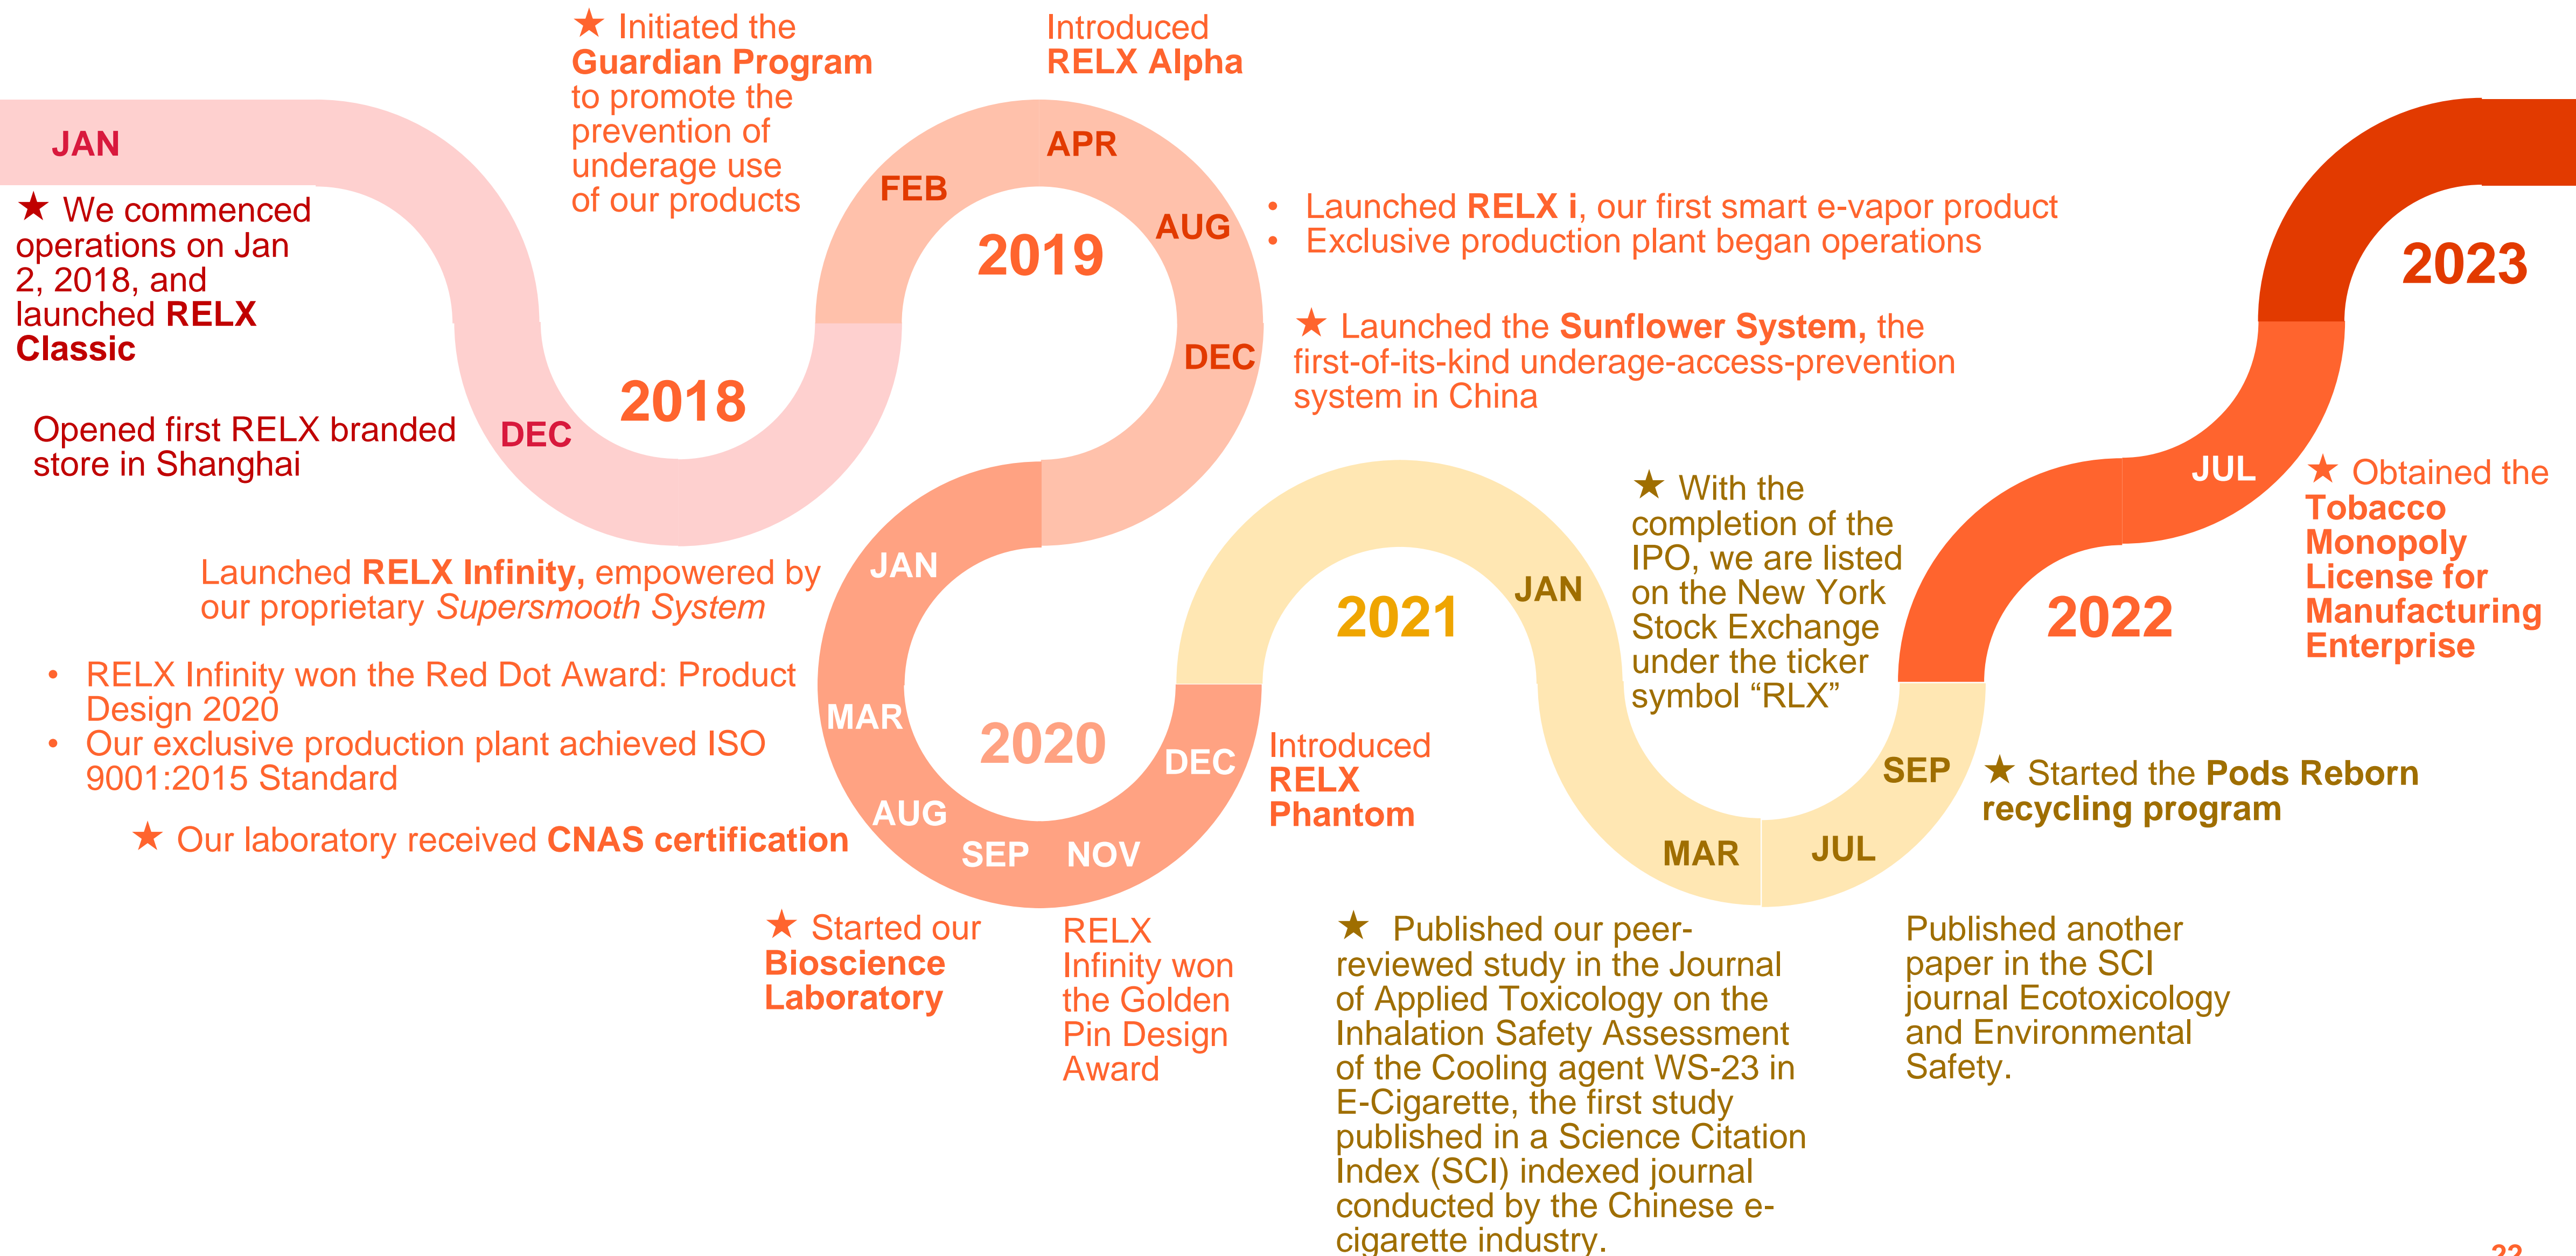 JAN
★ We commenced
operations on Jan
2, 2018, and
launched RELX
Classic
Opened first RELX branded
store in Shanghai
DEC
2018
★ Initiated the
Guardian Program
to promote the
prevention of
underage use
of our products
FEB
Introduced
RELX Alpha
APR
2019
AUG
• Launched RELX i, our first smart e-vapor product
• Exclusive production plant began operations
DEC
★ Launched the Sunflower System, the
first-of-its-kind underage-access-prevention
system in China
JAN
Launched RELX Infinity, empowered by
our proprietary Supersmooth System
MAR
• RELX Infinity won the Red Dot Award: Product
Design 2020
• Our exclusive production plant achieved ISO
9001:2015 Standard
2020
AUG
★ Our laboratory received CNAS certification
SEP
★ Started our
Bioscience
Laboratory
NOV
RELX
Infinity won
the Golden
Pin Design
Award
DEC
Introduced
RELX
Phantom
2021
JAN
★ With the
completion of the
IPO, we are listed
on the New York
Stock Exchange
under the ticker
symbol “RLX”
MAR
★ Published our peer-
reviewed study in the Journal
of Applied Toxicology on the
Inhalation Safety Assessment
of the Cooling agent WS-23 in
E-Cigarette, the first study
published in a Science Citation
Index (SCI) indexed journal
conducted by the Chinese e-
cigarette industry.
JUL
Published another
paper in the SCI
journal Ecotoxicology
and Environmental
Safety.
SEP
★ Started the Pods Reborn
recycling program
2022
JUL
★ Obtained the
Tobacco
Monopoly
License for
Manufacturing
Enterprise
2023
22